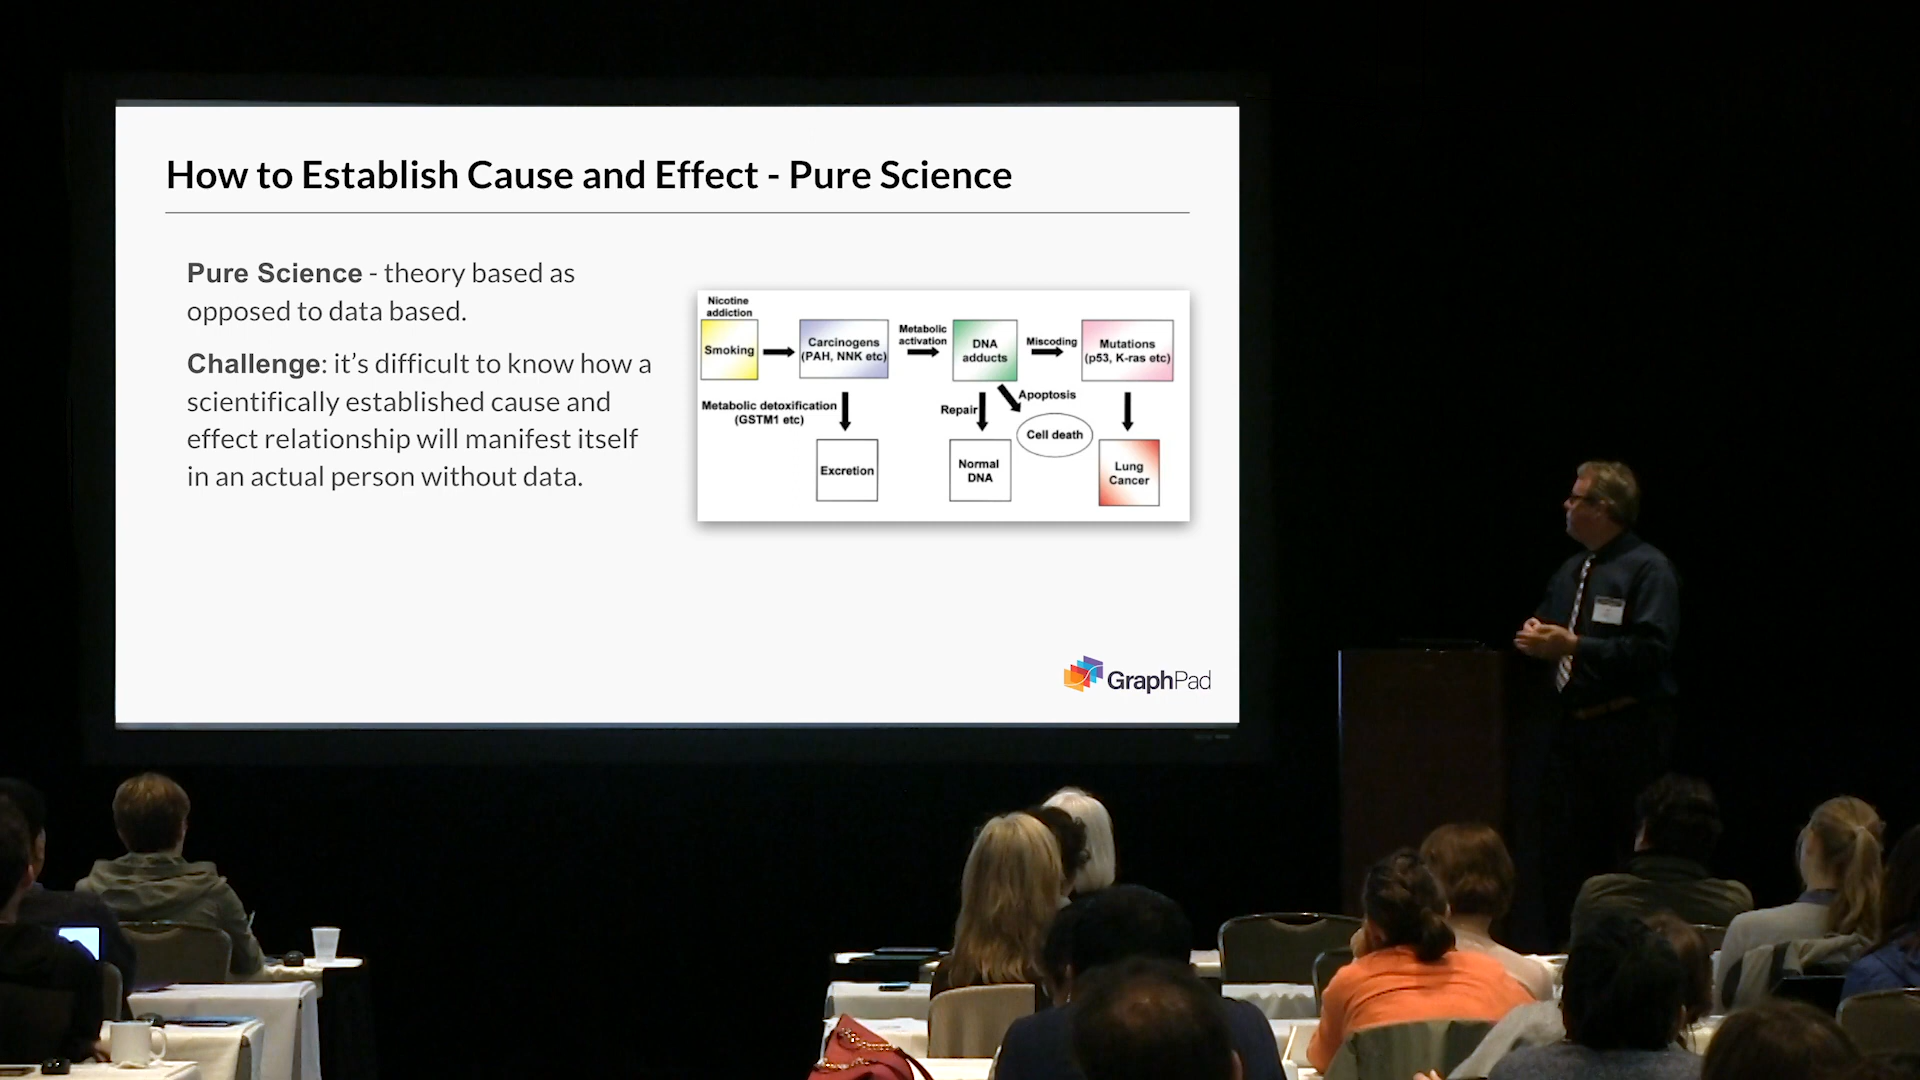 How to Establish Cause and Effect - Pure Science
Pure Science - theory based as
opposed to data based.
Challenge: it's difficult to know how a
scientifically established cause and
effect relationship will manifest itself
in an actual person without data.
Nicotine
addiction
Smoking
Carcinogens
(PAH, NNK etc)
Metabolic
activation
DNA
adducts
Miscoding
Mutations
(p53, K-ras etc)
Metabolic detoxification
(GSTM1 etc)
Repair
Apoptosis
Cell death
Excretion
Normal
DNA
Lung
Cancer
GraphPad